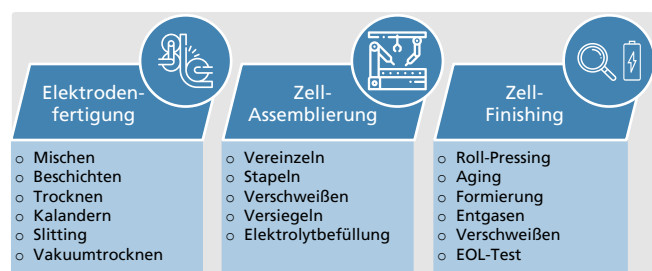 Elektroden-
fertigung
○ Mischen
○ Beschichten
○ Trocknen
○ Kalandern
○ Slitting
○ Vakuumtrocknen
Zell-
Assemblierung
○ Vereinzeln
○ Stapeln
○ Verschweißen
○ Versiegeln
○ Elektrolytbefüllung
Zell-
Finishing
○ Roll-Pressing
○ Aging
○ Formierung
○ Entgasen
○ Verschweißen
○ EOL-Test